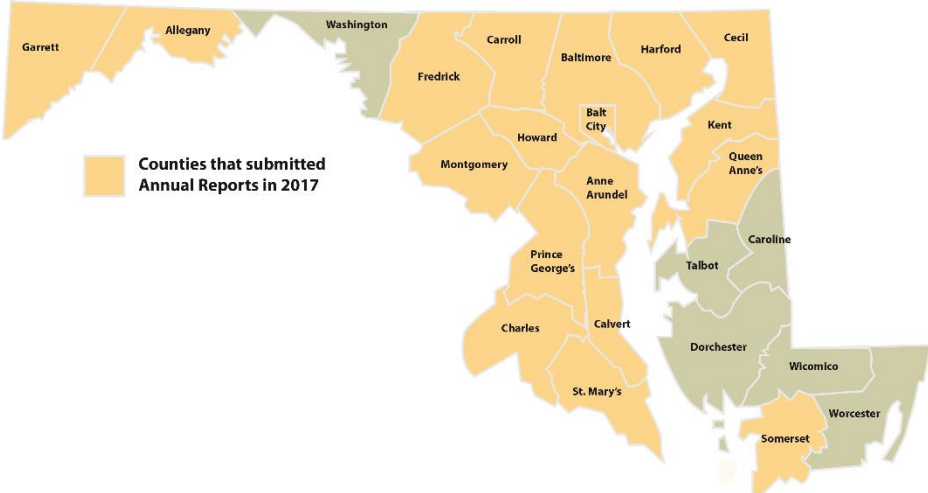 Garrett
Allegany
Washington
Fredrick
Carroll
Baltimore
Harford
Cecil
Balt
City
Howard
Montgomery
Kent
Queen
Anne's
Anne
Arundel
Counties that submitted
Annual Reports in 2017
Prince
George's
Caroline
Talbot
Charles
Calvert
Dorchester
Wicomico
St. Mary's
Worcester
Somerset